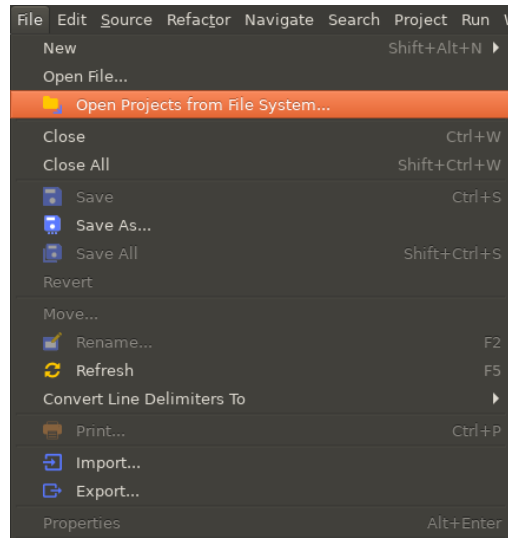 File Edit Source Refactor Navigate Search Project Run
New Shift+Alt+N
Open File...
Open Projects from File System...
Close Ctrl+W
Close All Shift+Ctrl+W
Save Ctrl+S
Save As...
Save All Shift+Ctrl+S
Revert
Move...
Rename... F2
Refresh F5
Convert Line Delimiters To
Print... Ctrl+P
Import...
Export...
Properties Alt+Enter